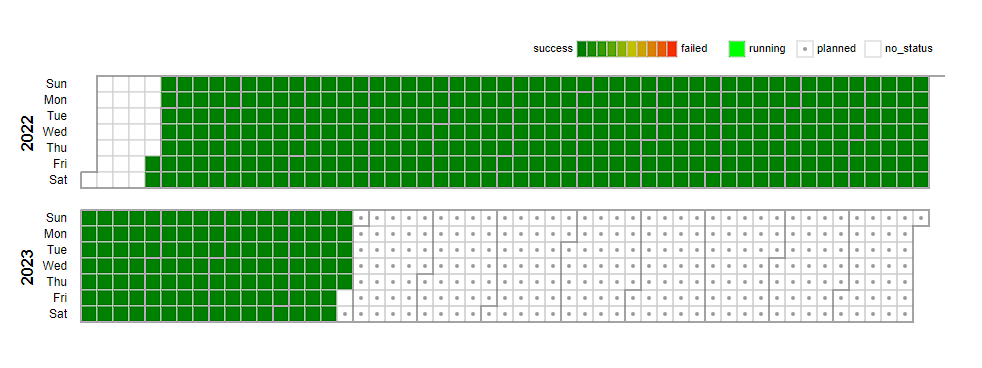 success failed running planned no_status
2022
Sun
Mon
Tue
Wed
Thu
Fri
Sat
2023
Sun
Mon
Tue
Wed
Thu
Fri
Sat